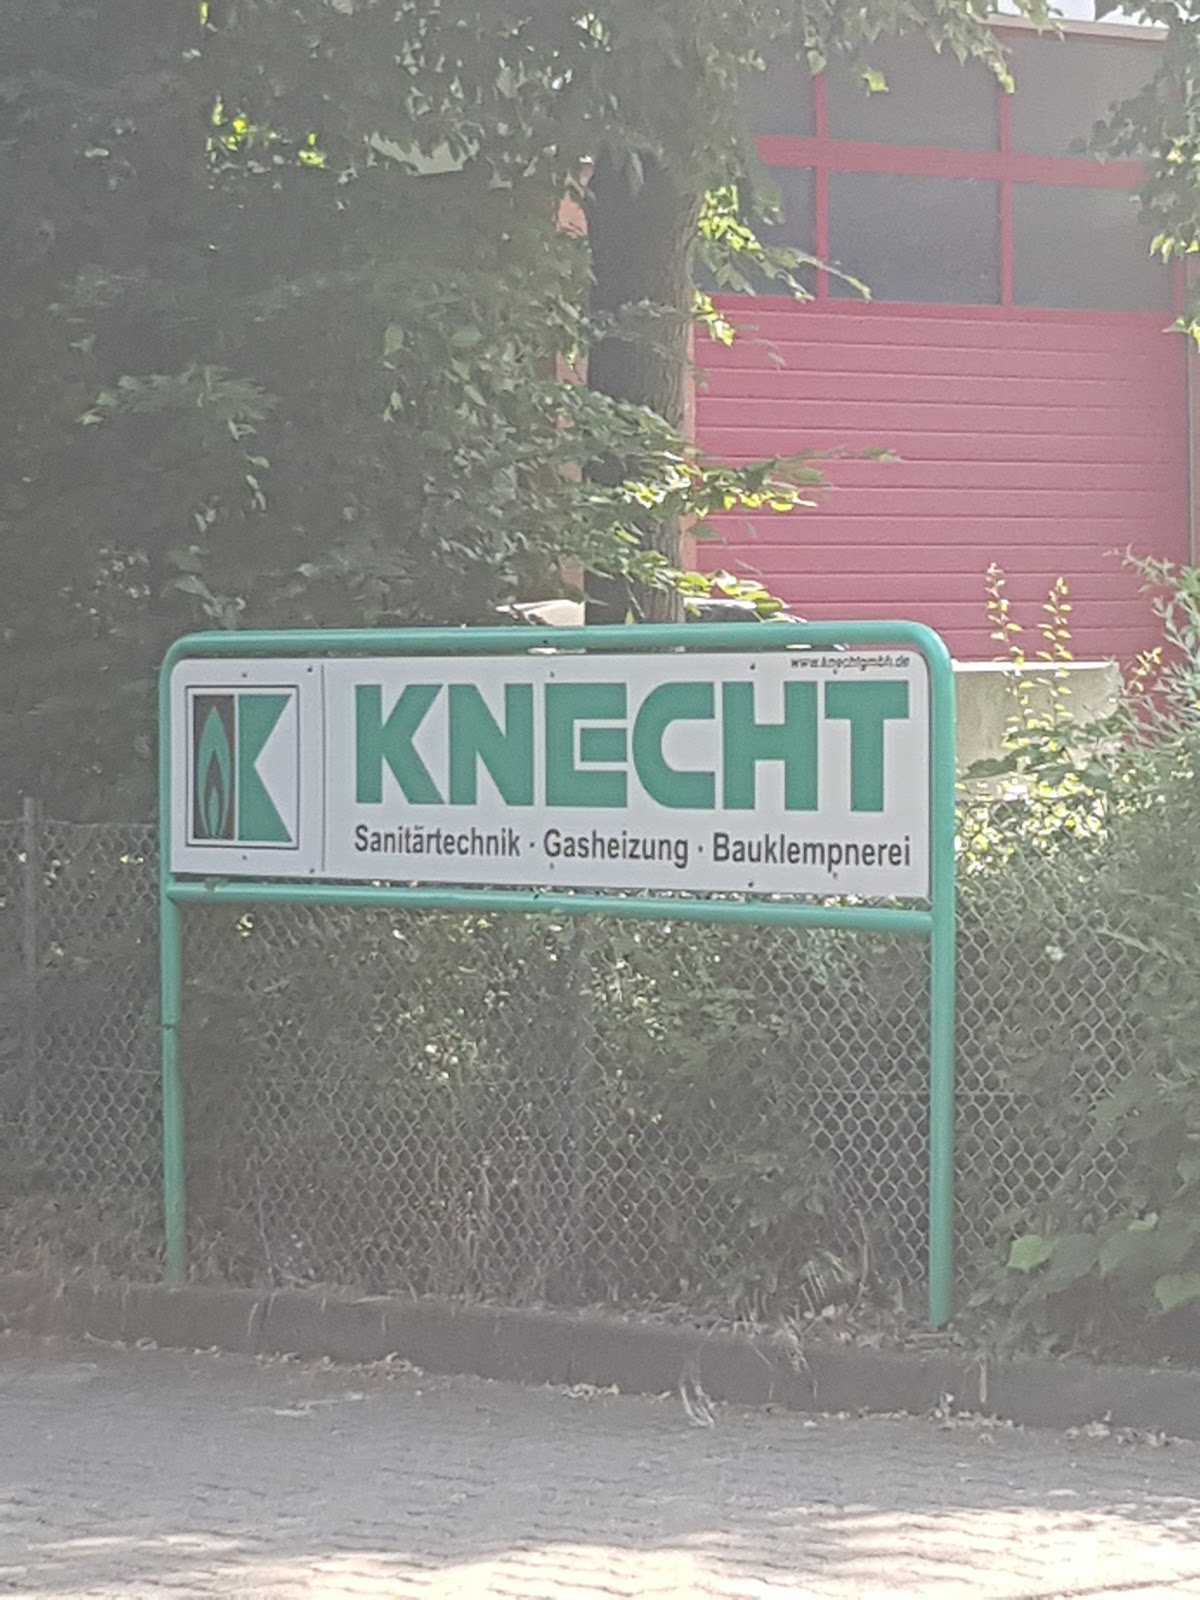 www.knechtgmbh.de
KNECHT
Sanitärtechnik · Gasheizung · Bauklempnerei